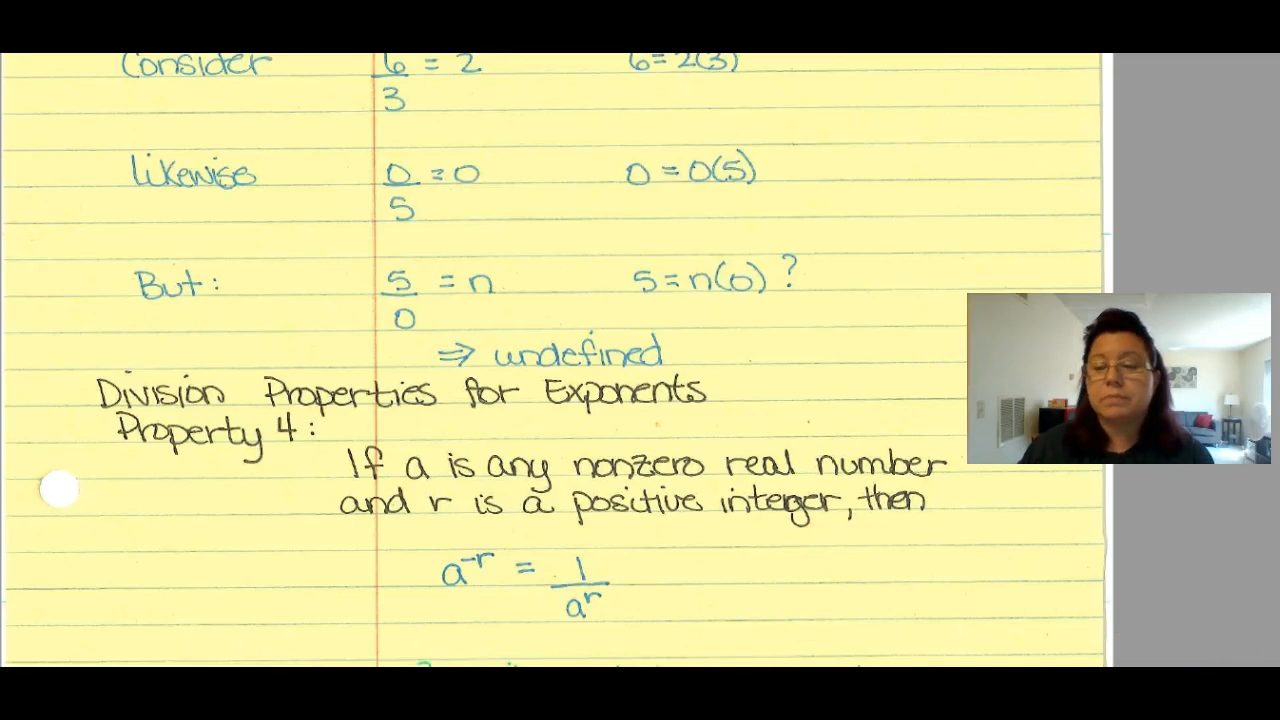 Consider 6/3 = 2 6=2(3)
Likewise 0/5 = 0 0 = 0(5)
But: 5/0 = n 5 = n(0) ?
⇒ undefined
Division Properties for Exponents
Property 4:
If a is any nonzero real number
and r is a positive integer, then
a⁻ʳ = 1/aʳ